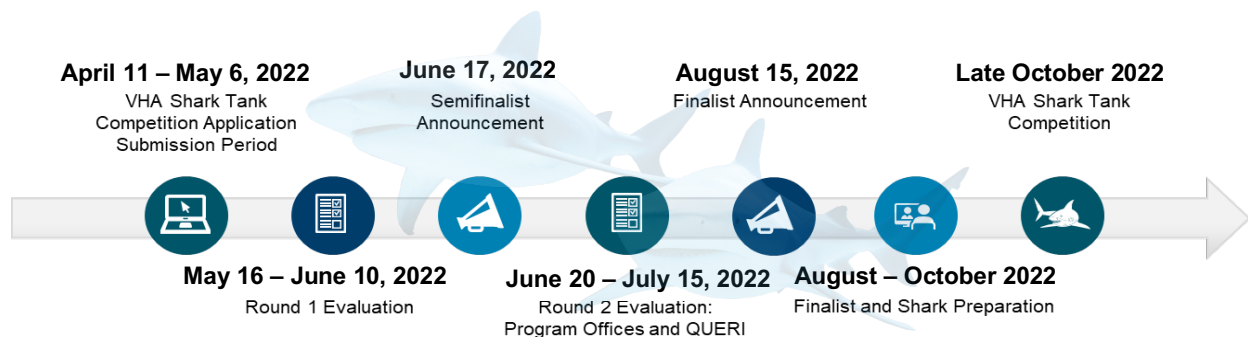 April 11 – May 6, 2022
VHA Shark Tank
Competition Application
Submission Period
May 16 – June 10, 2022
Round 1 Evaluation
June 17, 2022
Semifinalist
Announcement
June 20 – July 15, 2022
Round 2 Evaluation:
Program Offices and QUERI
August 15, 2022
Finalist Announcement
August – October 2022
Finalist and Shark Preparation
Late October 2022
VHA Shark Tank
Competition